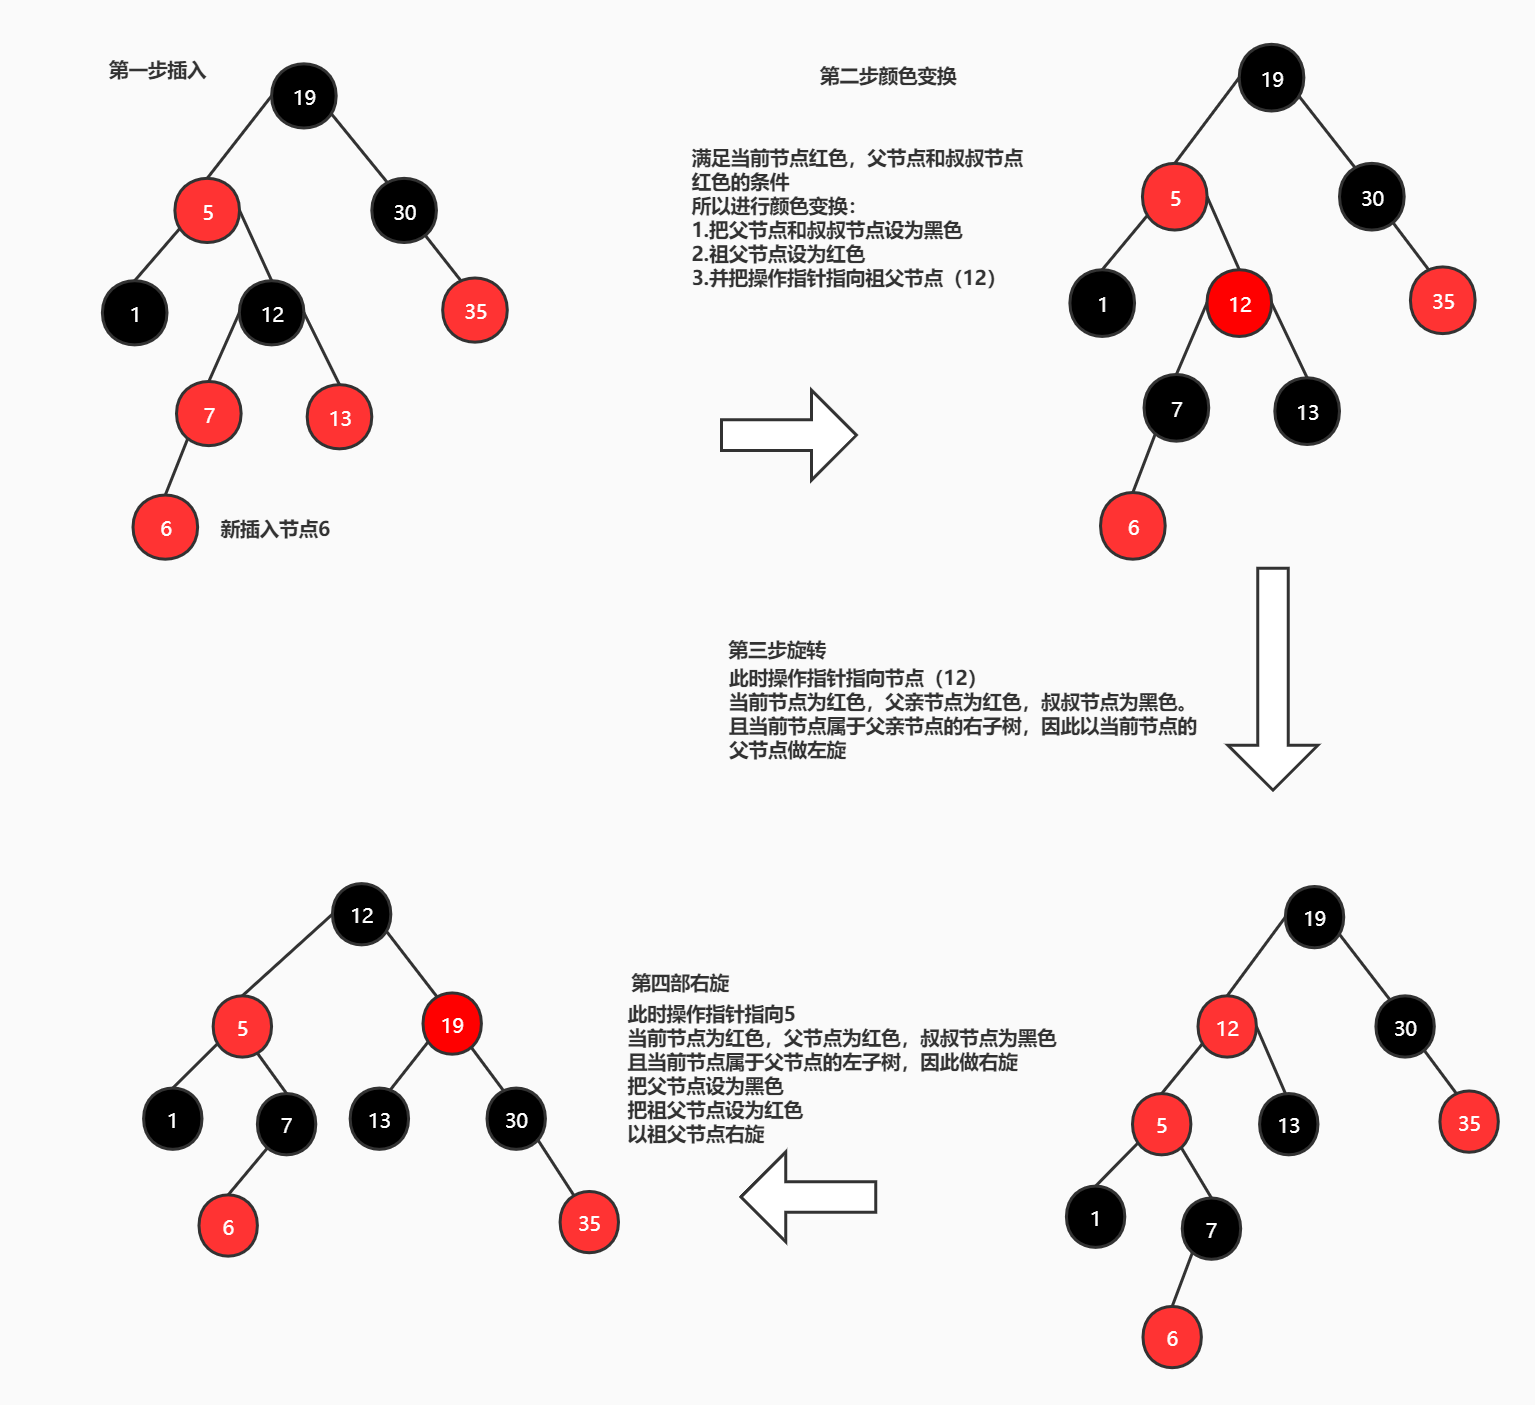 第一步插入
19
5
30
1
12
35
7
13
6
新插入节点6
第二步颜色变换
满足当前节点红色，父节点和叔叔节点
红色的条件
所以进行颜色变换：
1.把父节点和叔叔节点设为黑色
2.祖父节点设为红色
3.并把操作指针指向祖父节点（12）
19
5
30
1
12
35
7
13
6
第三步旋转
此时操作指针指向节点（12）
当前节点为红色，父亲节点为红色，叔叔节点为黑色。
且当前节点属于父亲节点的右子树，因此以当前节点的
父节点做左旋
19
12
30
5
13
35
1
7
6
第四部右旋
此时操作指针指向5
当前节点为红色，父节点为红色，叔叔节点为黑色
且当前节点属于父节点的左子树，因此做右旋
把父节点设为黑色
把祖父节点设为红色
以祖父节点右旋
12
5
19
1
7
13
30
6
35